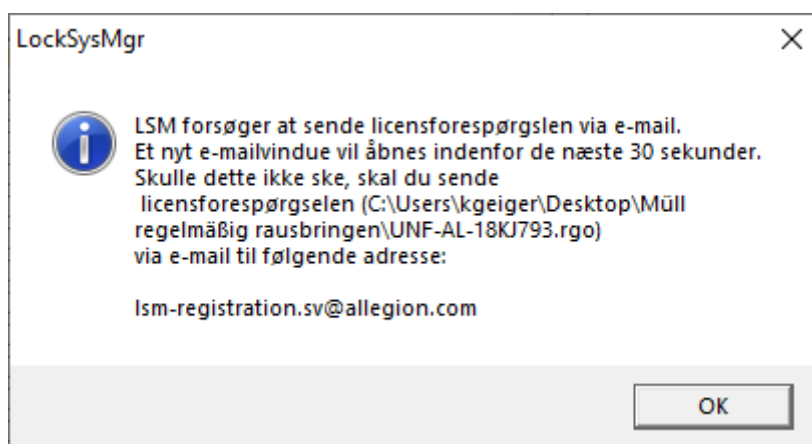 LockSysMgr
LSM forsøger at sende licensforespørgslen via e-mail.
Et nyt e-mailvindue vil åbnes indenfor de næste 30 sekunder.
Skulle dette ikke ske, skal du sende
licensforespørgselen (C:\Users\kgeiger\Desktop\Müll
regelmäßig rausbringen\UNF-AL-18KJ793.rgo)
via e-mail til følgende adresse:
lsm-registration.sv@allegion.com
OK